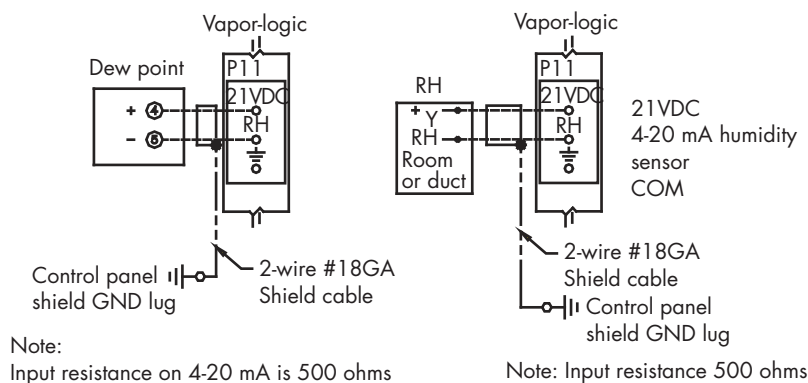 Vapor-logic
Dew point
P11
21VDC
+ 4
RH
− 5
2-wire #18GA
Shield cable
Control panel
shield GND lug
Note:
Input resistance on 4-20 mA is 500 ohms
Vapor-logic
RH
P11
21VDC
+ Y
RH
RH
Room
or duct
21VDC
4-20 mA humidity
sensor
COM
2-wire #18GA
Shield cable
Control panel
shield GND lug
Note: Input resistance 500 ohms